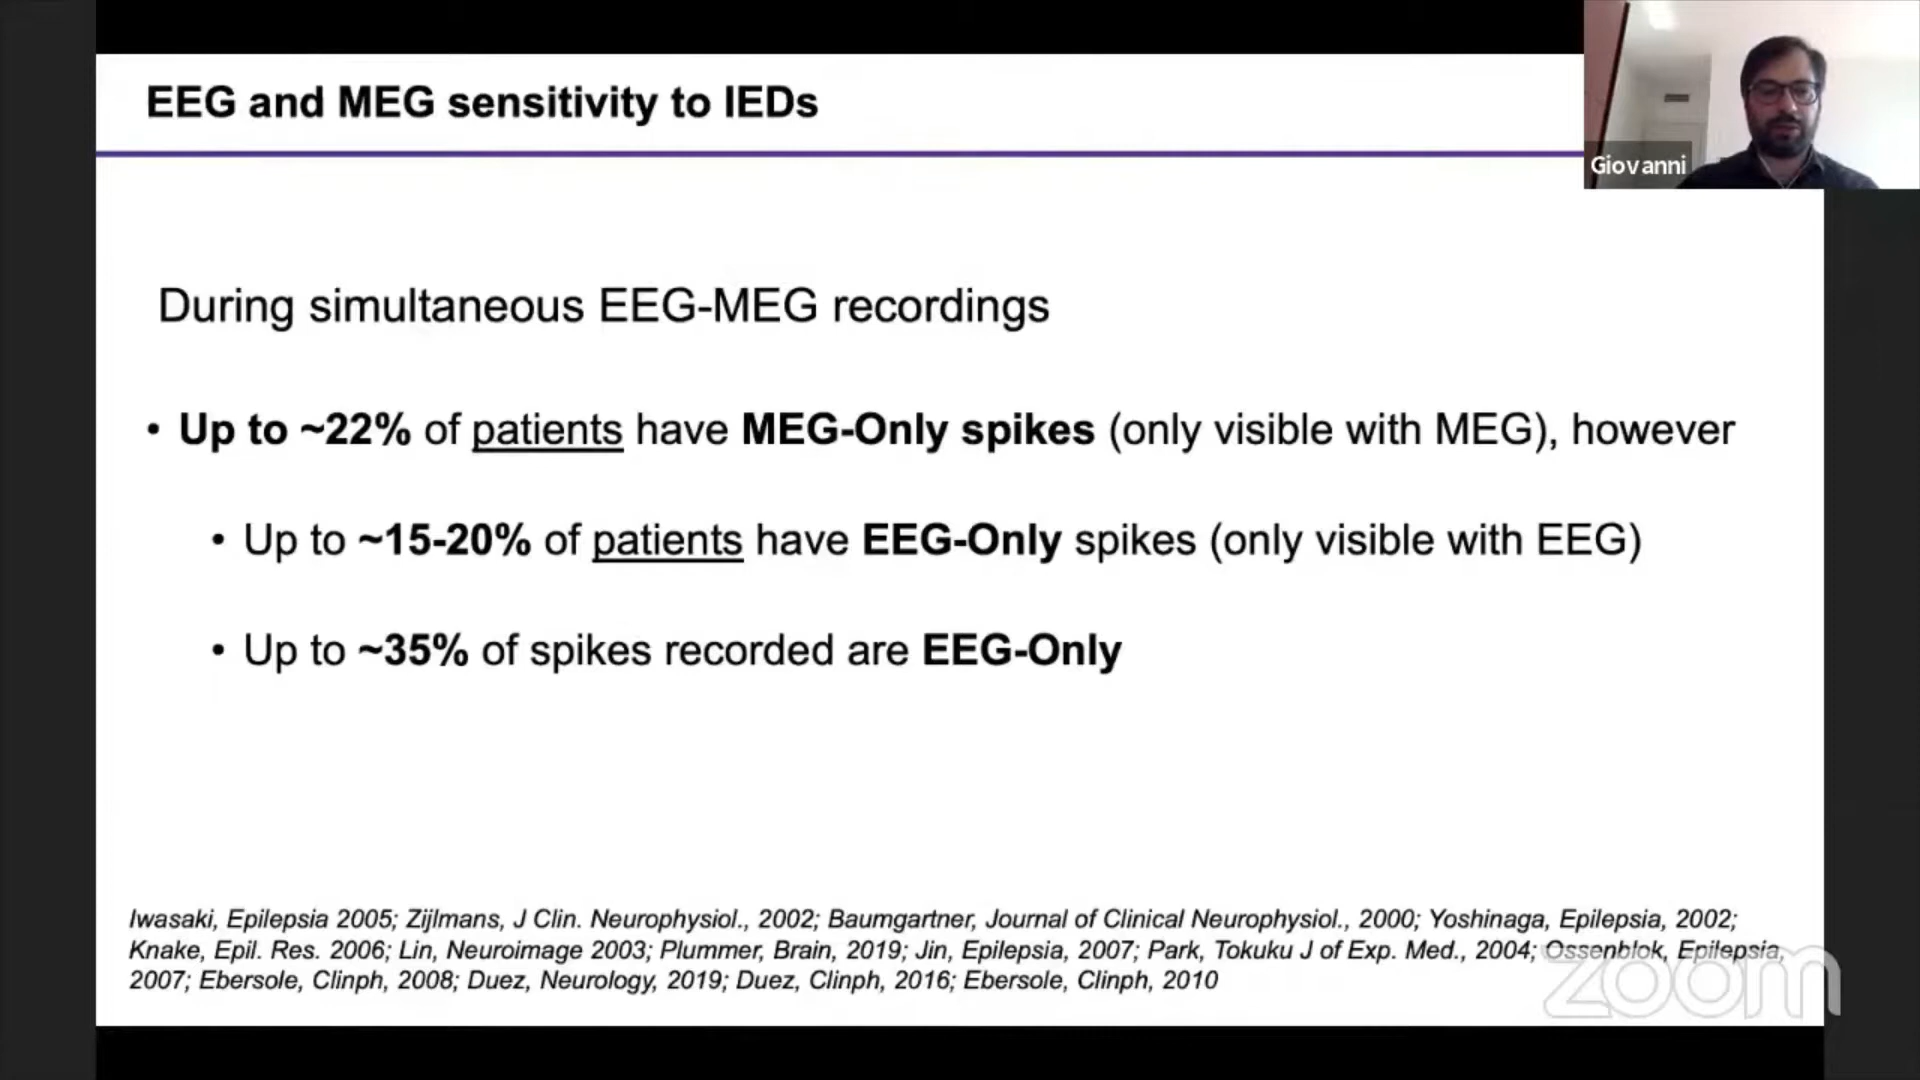 EEG and MEG sensitivity to IEDs
Giovanni
During simultaneous EEG-MEG recordings
• Up to ~22% of patients have MEG-Only spikes (only visible with MEG), however
• Up to ~15-20% of patients have EEG-Only spikes (only visible with EEG)
• Up to ~35% of spikes recorded are EEG-Only
Iwasaki, Epilepsia 2005; Zijlmans, J Clin. Neurophysiol., 2002; Baumgartner, Journal of Clinical Neurophysiol., 2000; Yoshinaga, Epilepsia, 2002;
Knake, Epil. Res. 2006; Lin, Neuroimage 2003; Plummer, Brain, 2019; Jin, Epilepsia, 2007; Park, Tokuku J of Exp. Med., 2004; Ossenblok, Epilepsia,
2007; Ebersole, Clinph, 2008; Duez, Neurology, 2019; Duez, Clinph, 2016; Ebersole, Clinph, 2010
zoom